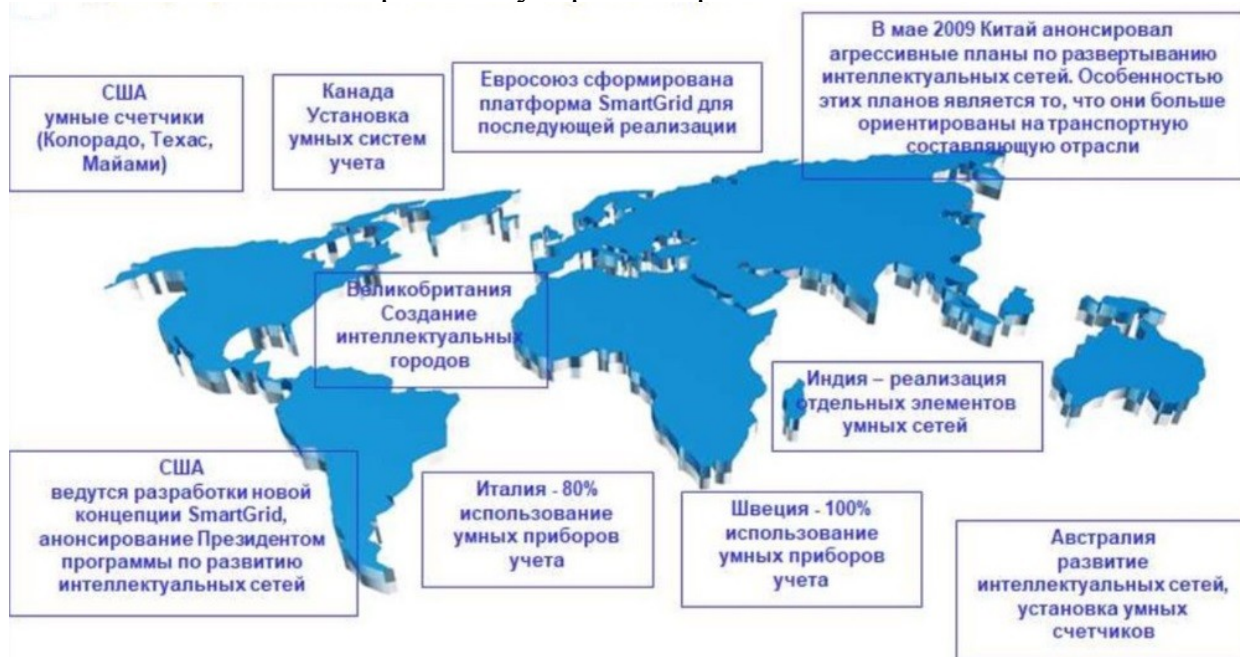 США
умные счетчики
(Колорадо, Техас,
Майами)
Канада
Установка
умных систем
учета
Евросоюз сформирована
платформа SmartGrid для
последующей реализации
В мае 2009 Китай анонсировал
агрессивные планы по развертыванию
интеллектуальных сетей. Особенностью
этих планов является то, что они больше
ориентированы на транспортную
составляющую отрасли
Великобритания
Создание
интеллектуальных
городов
Индия – реализация
отдельных элементов
умных сетей
США
ведутся разработки новой
концепции SmartGrid,
анонсирование Президентом
программы по развитию
интеллектуальных сетей
Италия - 80%
использование
умных приборов
учета
Швеция - 100%
использование
умных приборов
учета
Австралия
развитие
интеллектуальных сетей,
установка умных
счетчиков